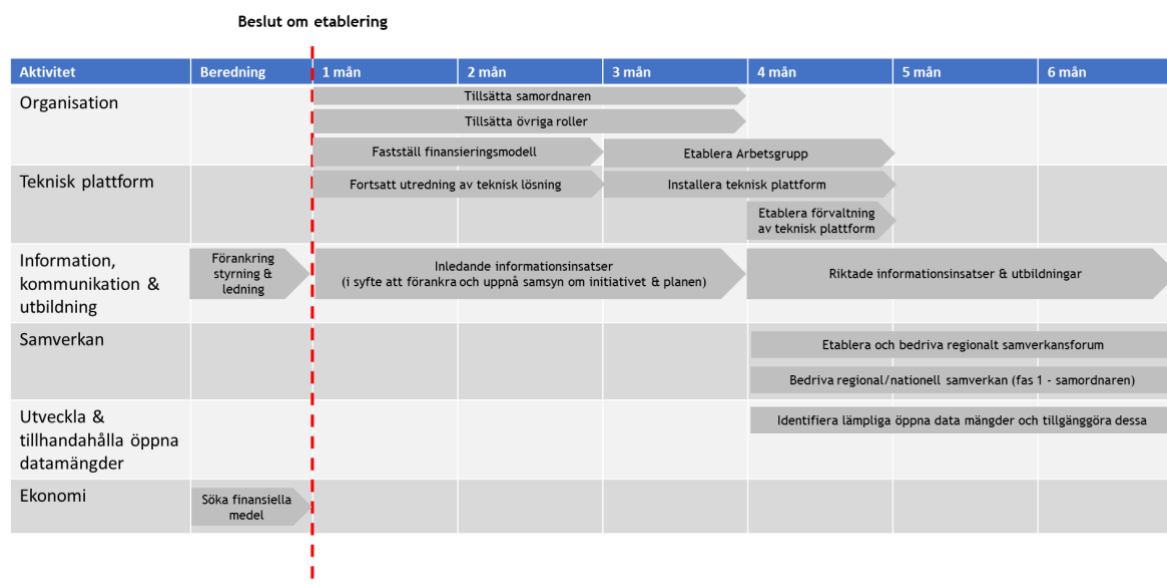 Beslut om etablering
Aktivitet Beredning 1 mån 2 mån 3 mån 4 mån 5 mån 6 mån
Organisation
Tillsätta samordnaren
Tillsätta övriga roller
Fastställ finansieringsmodell
Etablera Arbetsgrupp
Teknisk plattform
Fortsatt utredning av teknisk lösning
Installera teknisk plattform
Etablera förvaltning
av teknisk plattform
Information,
kommunikation &
utbildning
Förankring
styrning &
ledning
Inledande informationsinsatser
(i syfte att förankra och uppnå samsyn om initiativet & planen)
Riktade informationsinsatser & utbildningar
Samverkan
Etablera och bedriva regionalt samverkansforum
Bedriva regional/nationell samverkan (fas 1 - samordnaren)
Utveckla &
tillhandahålla öppna
datamängder
Identifiera lämpliga öppna data mängder och tillgänggöra dessa
Ekonomi
Söka finansiella
medel